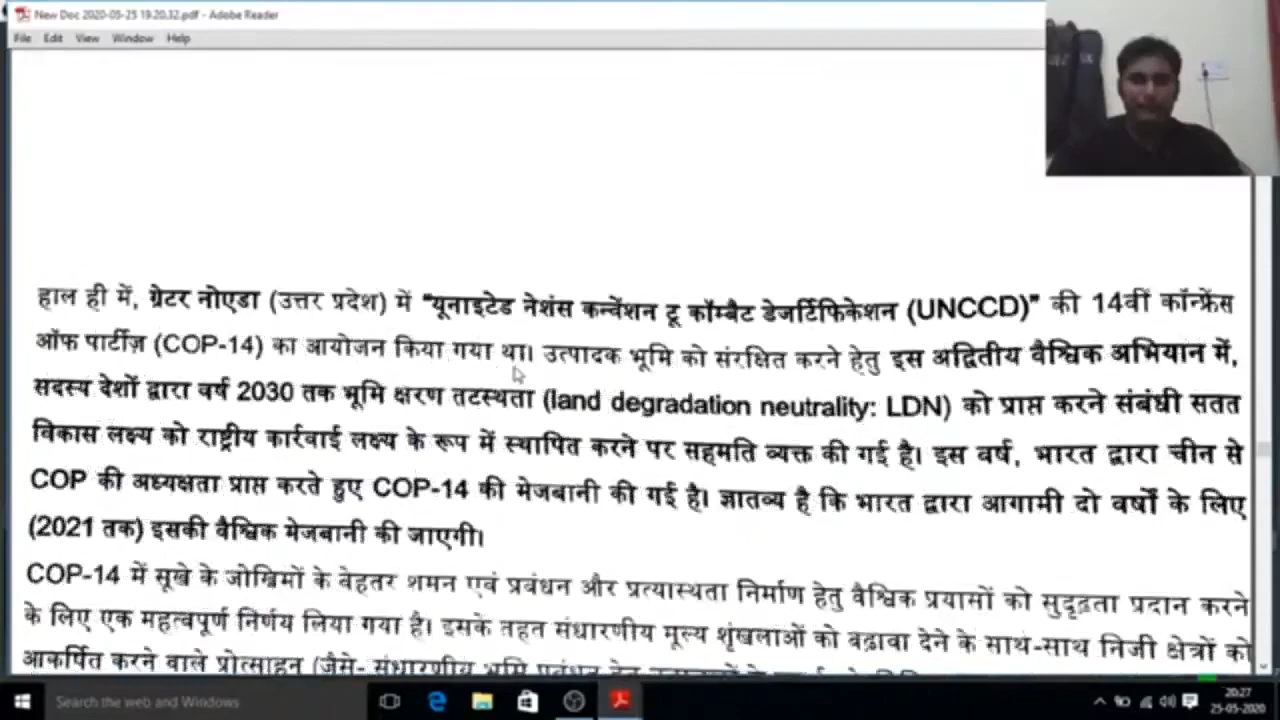 New Doc 2020-05-25 19.20.32.pdf - Adobe Reader
File Edit View Window Help
हाल ही में, ग्रेटर नोएडा (उत्तर प्रदेश) में "यूनाइटेड नेशंस कन्वेंशन टू कॉम्बैट डेजर्टिफिकेशन (UNCCD)" की 14वीं कॉन्फ्रेंस
ऑफ पार्टीज़ (COP-14) का आयोजन किया गया था। उत्पादक भूमि को संरक्षित करने हेतु इस अद्वितीय वैश्विक अभियान में,
सदस्य देशों द्वारा वर्ष 2030 तक भूमि क्षरण तटस्थता (land degradation neutrality: LDN) को प्राप्त करने संबंधी सतत
विकास लक्ष्य को राष्ट्रीय कार्रवाई लक्ष्य के रूप में स्थापित करने पर सहमति व्यक्त की गई है। इस वर्ष, भारत द्वारा चीन से
COP की अध्यक्षता प्राप्त करते हुए COP-14 की मेजबानी की गई है। ज्ञातव्य है कि भारत द्वारा आगामी दो वर्षों के लिए
(2021 तक) इसकी वैश्विक मेजबानी की जाएगी।
COP-14 में सूखे के जोखिमों के बेहतर शमन एवं प्रबंधन और प्रत्यास्थता निर्माण हेतु वैश्विक प्रयासों को सुदृढ़ता प्रदान करने
के लिए एक महत्वपूर्ण निर्णय लिया गया है। इसके तहत संधारणीय मूल्य शृंखलाओं को बढ़ावा देने के साथ-साथ निजी क्षेत्रों को
आकर्षित करने वाले प्रोत्साहन (जैसे- संधारणीय भूमि प्रबंधन हेतु
Search the web and Windows
20:27
25-05-2020